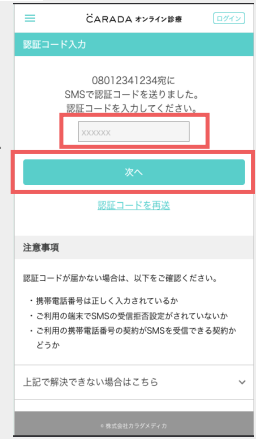 CARADA オンライン診療
ログイン
認証コード入力
08012341234宛に
SMSで認証コードを送りました。
認証コードを入力してください。
xxxxxx
次へ
認証コードを再送
注意事項
認証コードが届かない場合は、以下をご確認ください。
・携帯電話番号は正しく入力されているか
・ご利用の端末でSMSの受信拒否設定がされていないか
・ご利用の携帯電話番号の契約がSMSを受信できる契約か
どうか
上記で解決できない場合はこちら
© 株式会社カラダメディカ